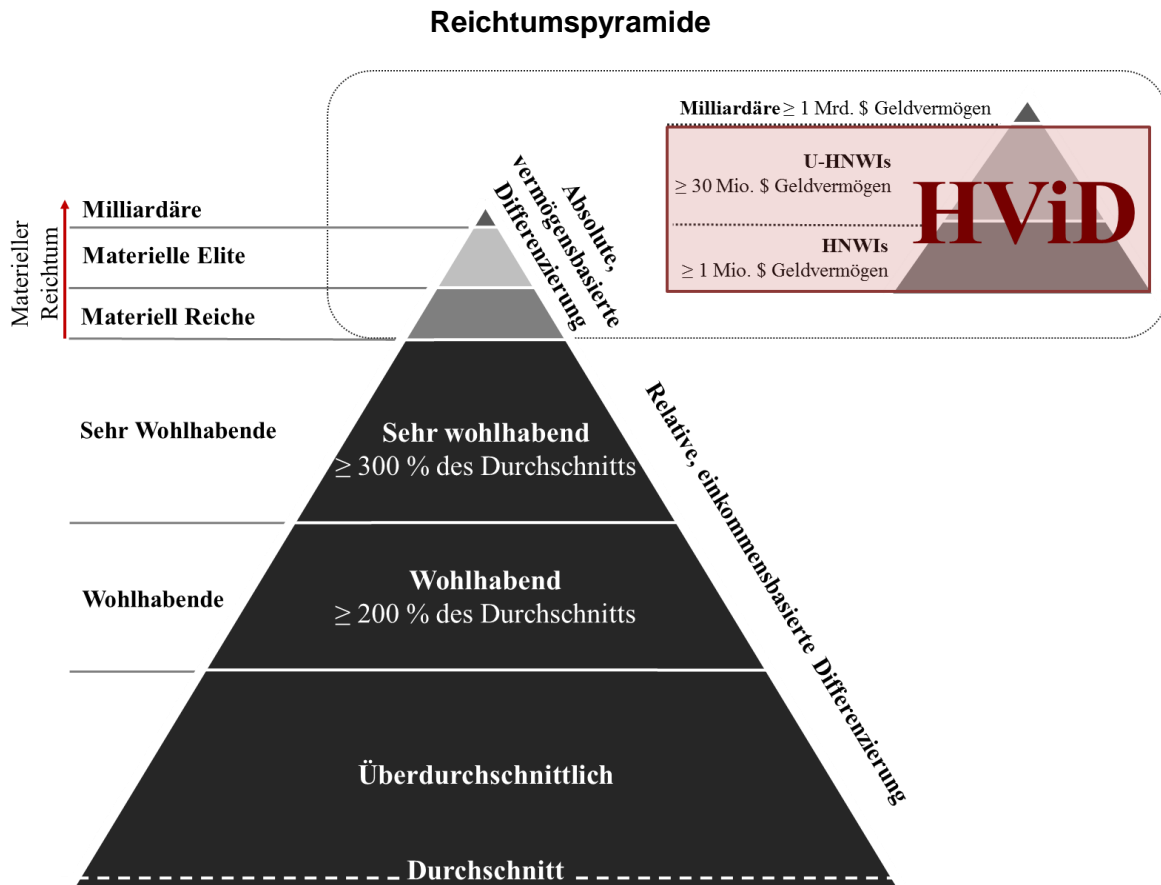 Reichtumspyramide
Milliardäre ≥ 1 Mrd. $ Geldvermögen
U-HNWIs
≥ 30 Mio. $ Geldvermögen
HNWIs
≥ 1 Mio. $ Geldvermögen
HViD
Absolute,
vermögensbasierte
Differenzierung
Materieller
Reichtum
Milliardäre
Materielle Elite
Materiell Reiche
Sehr Wohlhabende
Sehr wohlhabend
≥ 300 % des Durchschnitts
Relative, einkommensbasierte Differenzierung
Wohlhabende
Wohlhabend
≥ 200 % des Durchschnitts
Überdurchschnittlich
Durchschnitt